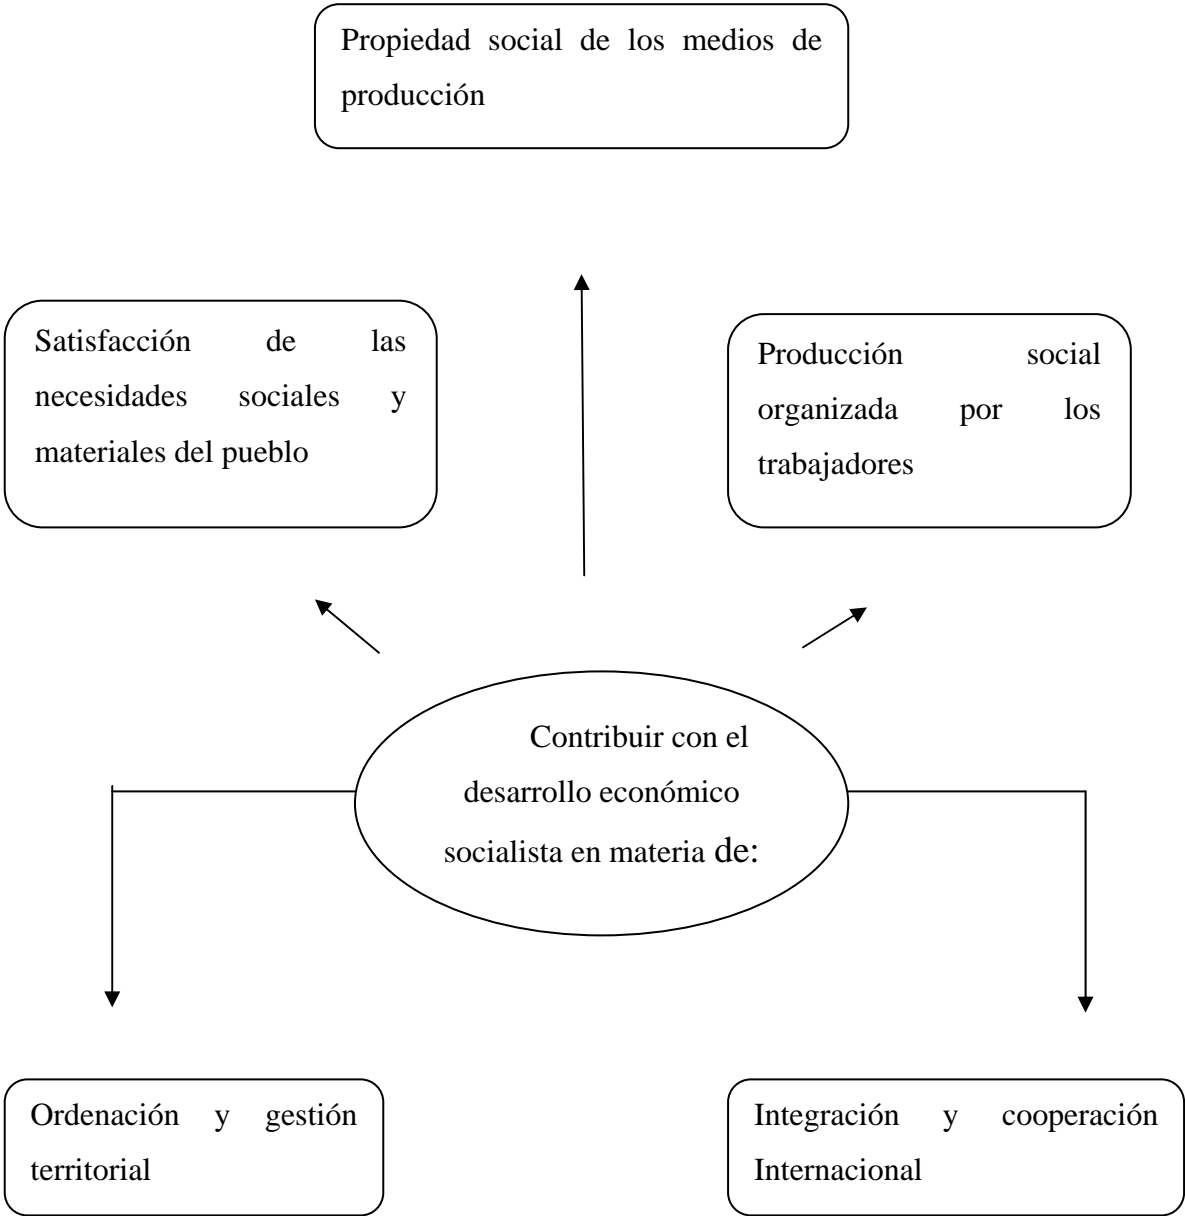 Propiedad social de los medios de
producción
Satisfacción de las
necesidades sociales y
materiales del pueblo
Producción social
organizada por los
trabajadores
Contribuir con el
desarrollo económico
socialista en materia de:
Ordenación y gestión
territorial
Integración y cooperación
Internacional